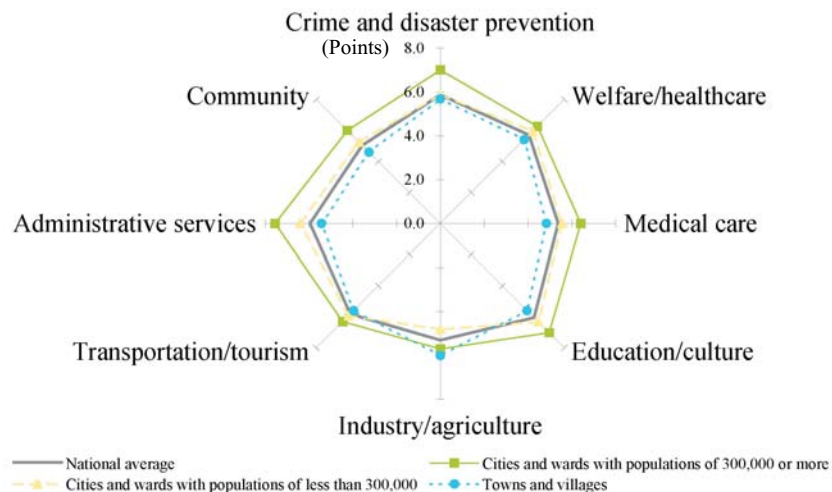 Crime and disaster prevention
(Points)
8.0
6.0
4.0
2.0
0.0
Community
Welfare/healthcare
Administrative services
Medical care
Transportation/tourism
Education/culture
Industry/agriculture
National average
Cities and wards with populations of 300,000 or more
Cities and wards with populations of less than 300,000
Towns and villages